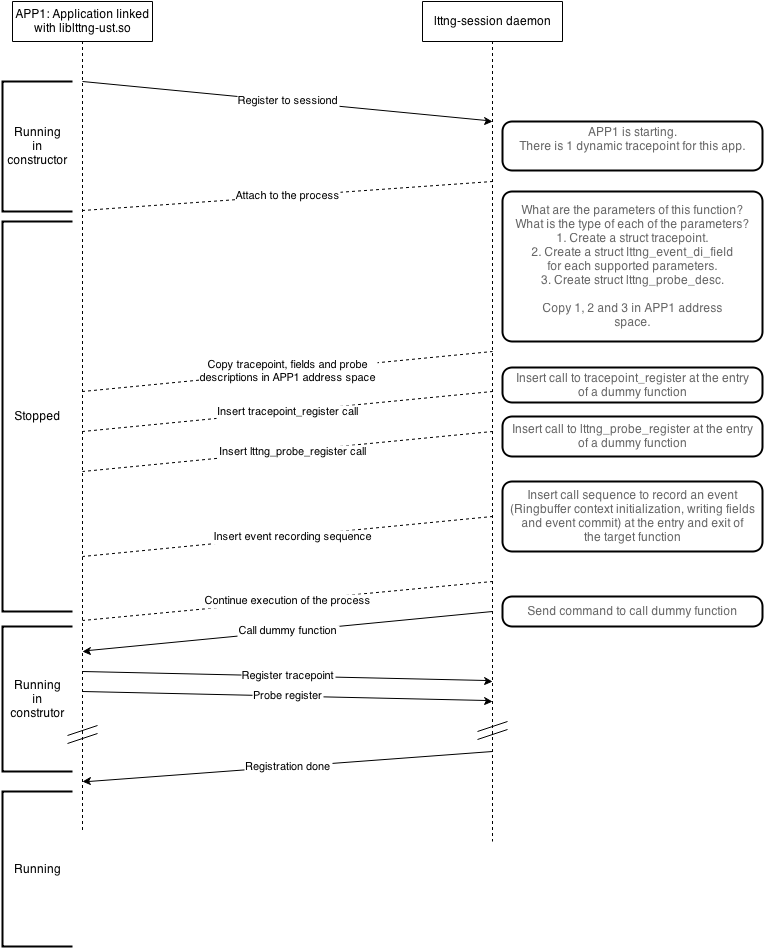 APP1: Application linked
with liblttng-ust.so
lttng-session daemon
Register to sessiond
Running
in
constructor
APP1 is starting.
There is 1 dynamic tracepoint for this app.
Attach to the process
What are the parameters of this function?
What is the type of each of the parameters?
1. Create a struct tracepoint.
2. Create a struct lttng_event_di_field
for each supported parameters.
3. Create struct lttng_probe_desc.
Copy 1, 2 and 3 in APP1 address
space.
Copy tracepoint, fields and probe
descriptions in APP1 address space
Insert call to tracepoint_register at the entry
of a dummy function
Stopped
Insert tracepoint_register call
Insert call to lttng_probe_register at the entry
of a dummy function
Insert lttng_probe_register call
Insert call sequence to record an event
(Ringbuffer context initialization, writing fields
and event commit) at the entry and exit of
the target function
Insert event recording sequence
Continue execution of the process
Send command to call dummy function
Call dummy function
Register tracepoint
Running
in
construtor
Probe register
Registration done
Running